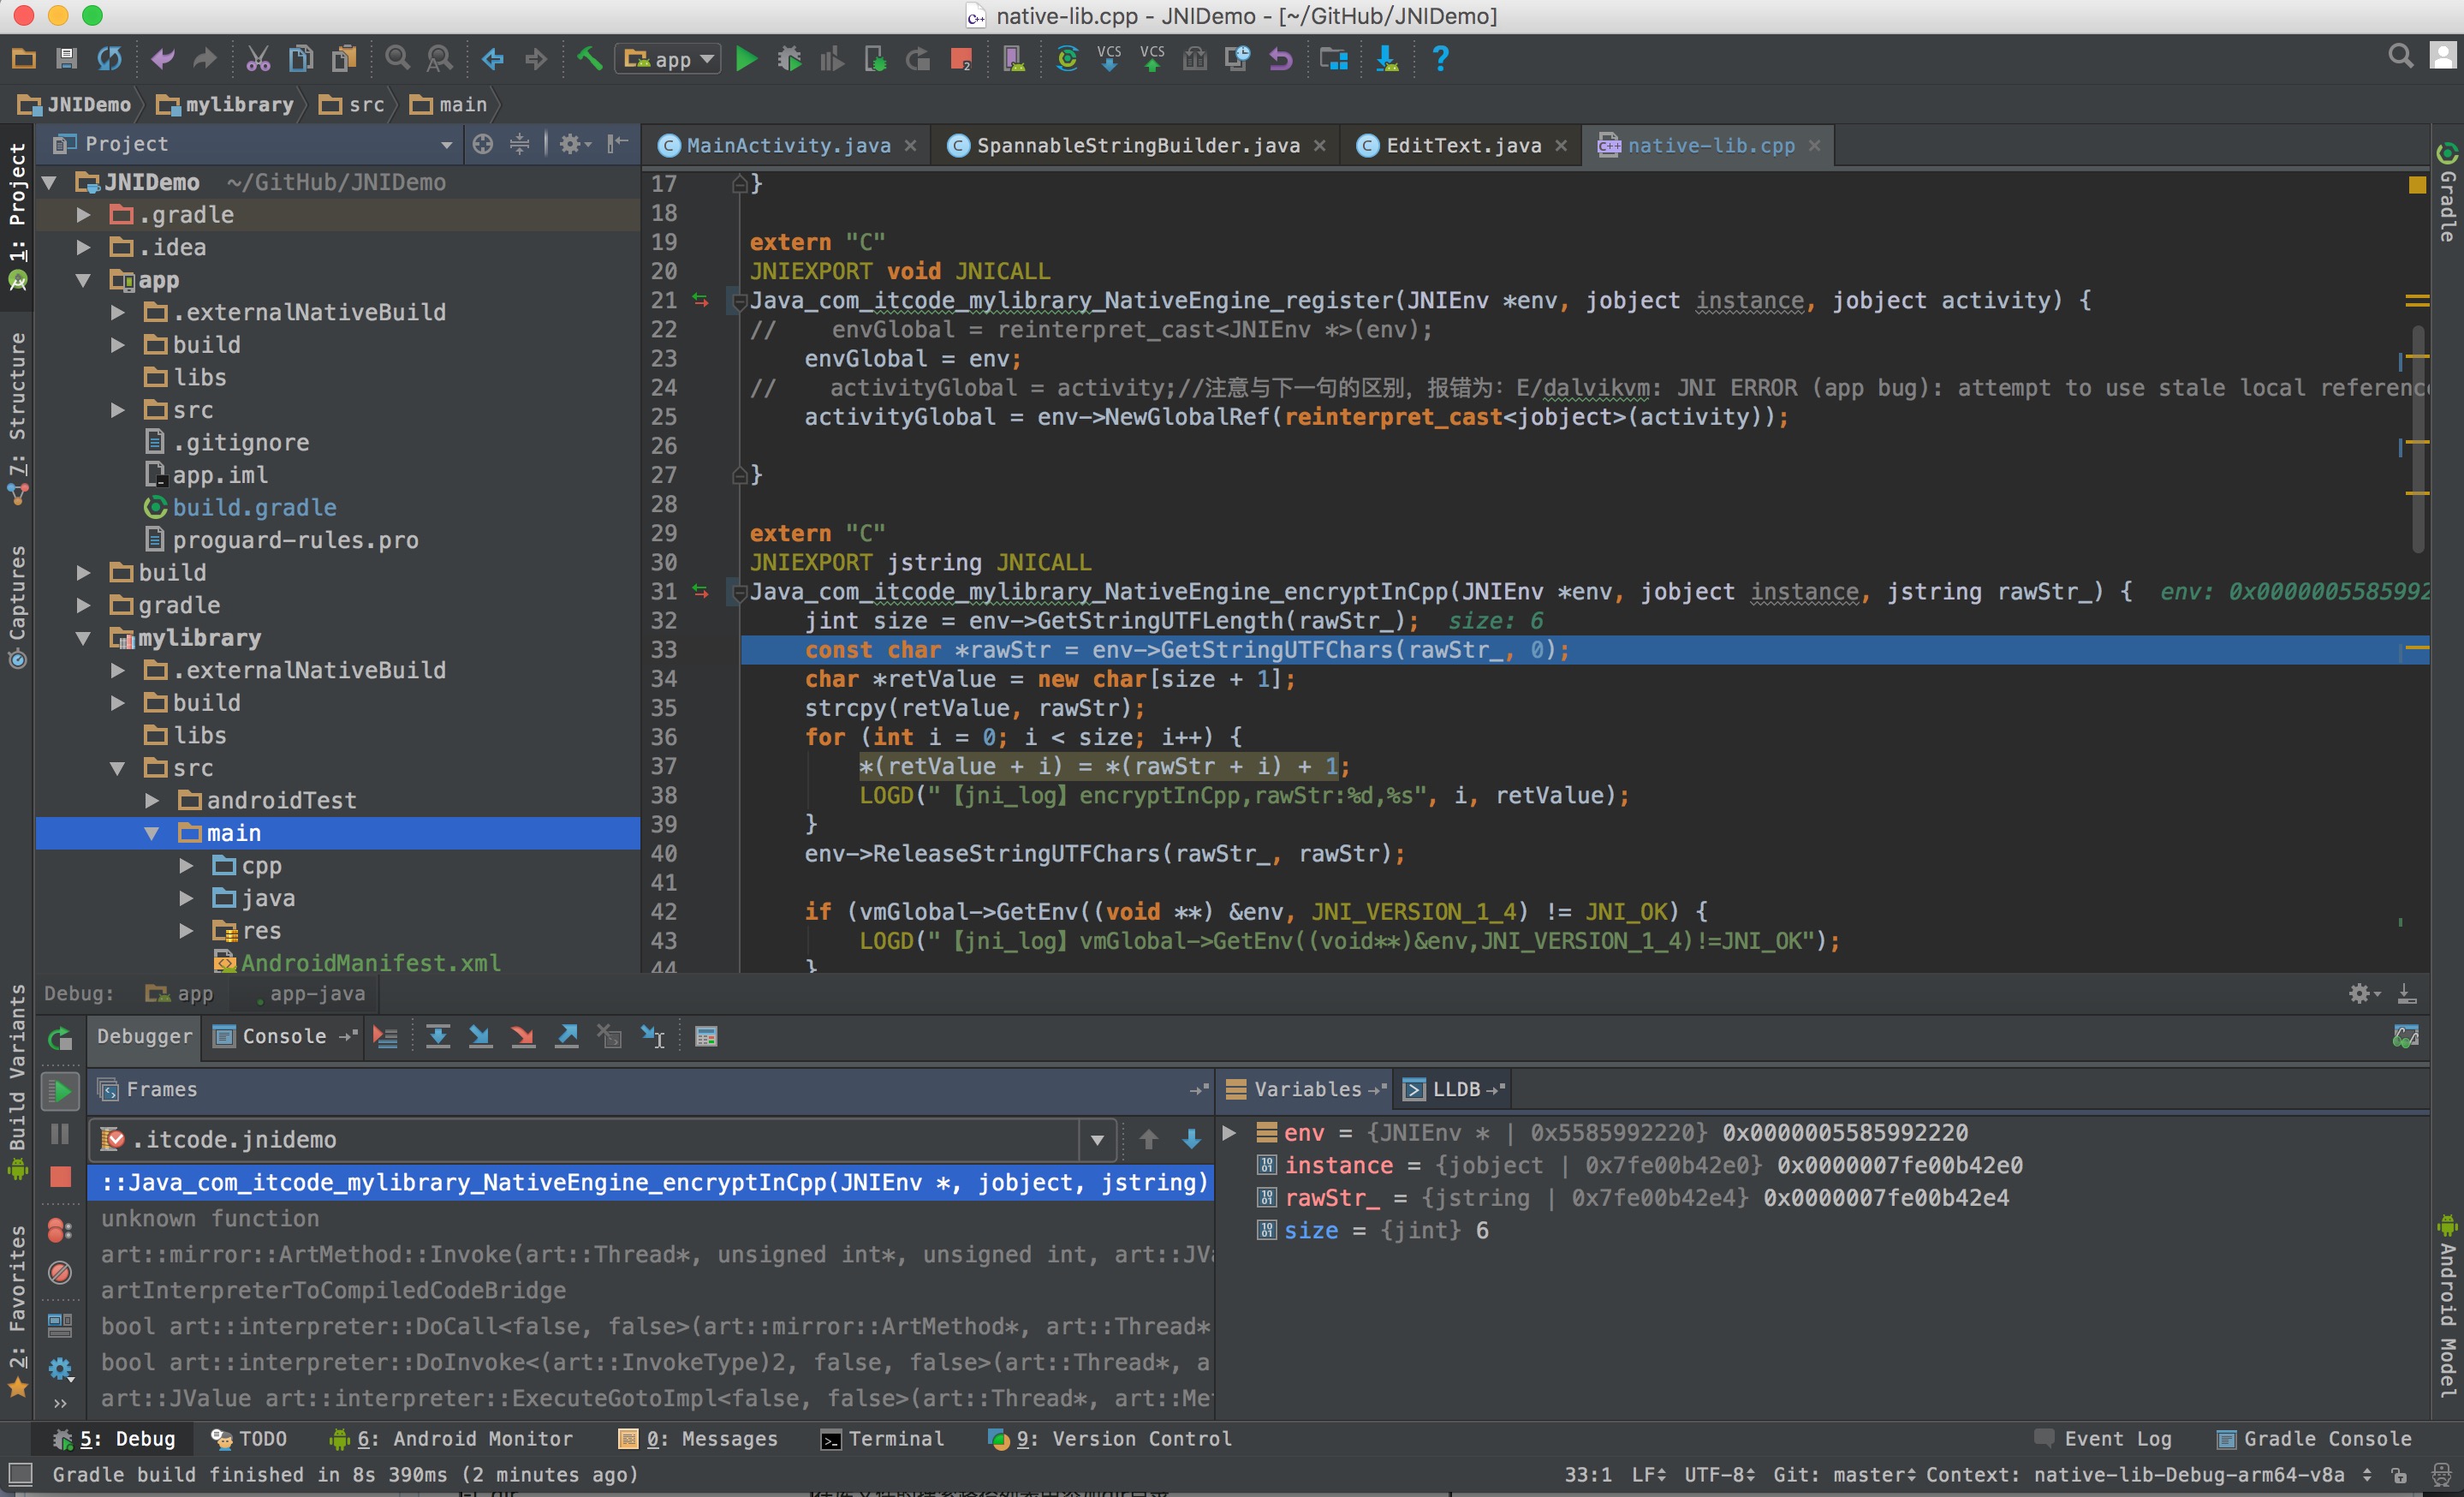 native-lib.cpp - JNIDemo - [~/GitHub/JNIDemo]
app
VCS
VCS
2
JNIDemo
mylibrary
src
main
1: Project
7: Structure
Captures
Build Variants
2: Favorites
Project
JNIDemo ~/GitHub/JNIDemo
.gradle
.idea
app
.externalNativeBuild
build
libs
src
.gitignore
app.iml
build.gradle
proguard-rules.pro
build
gradle
mylibrary
.externalNativeBuild
build
libs
src
androidTest
main
cpp
java
res
AndroidManifest.xml
MainActivity.java
SpannableStringBuilder.java
EditText.java
native-lib.cpp
17 }
18
19 extern "C"
20 JNIEXPORT void JNICALL
21 Java_com_itcode_mylibrary_NativeEngine_register(JNIEnv *env, jobject instance, jobject activity) {
22 // envGlobal = reinterpret_cast<JNIEnv *>(env);
23 envGlobal = env;
24 // activityGlobal = activity;//注意与下一句的区别，报错为：E/dalvikvm: JNI ERROR (app bug): attempt to use stale local referenc
25 activityGlobal = env->NewGlobalRef(reinterpret_cast<jobject>(activity));
26
27 }
28
29 extern "C"
30 JNIEXPORT jstring JNICALL
31 Java_com_itcode_mylibrary_NativeEngine_encryptInCpp(JNIEnv *env, jobject instance, jstring rawStr_) { env: 0x0000005585992
32 jint size = env->GetStringUTFLength(rawStr_); size: 6
33 const char *rawStr = env->GetStringUTFChars(rawStr_, 0);
34 char *retValue = new char[size + 1];
35 strcpy(retValue, rawStr);
36 for (int i = 0; i < size; i++) {
37 *(retValue + i) = *(rawStr + i) + 1;
38 LOGD("【jni_log】encryptInCpp,rawStr:%d,%s", i, retValue);
39 }
40 env->ReleaseStringUTFChars(rawStr_, rawStr);
41
42 if (vmGlobal->GetEnv((void **) &env, JNI_VERSION_1_4) != JNI_OK) {
43 LOGD("【jni_log】vmGlobal->GetEnv((void**)&env,JNI_VERSION_1_4)!=JNI_OK");
44 }
Gradle
Android Model
Debug: app app-java
Debugger Console
Frames
.itcode.jnidemo
::Java_com_itcode_mylibrary_NativeEngine_encryptInCpp(JNIEnv *, jobject, jstring)
unknown function
art::mirror::ArtMethod::Invoke(art::Thread*, unsigned int*, unsigned int, art::JVa
artInterpreterToCompiledCodeBridge
bool art::interpreter::DoCall<false, false>(art::mirror::ArtMethod*, art::Thread*
bool art::interpreter::DoInvoke<(art::InvokeType)2, false, false>(art::Thread*, a
art::JValue art::interpreter::ExecuteGotoImpl<false, false>(art::Thread*, art::Me
Variables LLDB
env = {JNIEnv * | 0x5585992220} 0x0000005585992220
instance = {jobject | 0x7fe00b42e0} 0x0000007fe00b42e0
rawStr_ = {jstring | 0x7fe00b42e4} 0x0000007fe00b42e4
size = {jint} 6
5: Debug TODO 6: Android Monitor 0: Messages Terminal 9: Version Control Event Log Gradle Console
Gradle build finished in 8s 390ms (2 minutes ago) 33:1 LF UTF-8 Git: master Context: native-lib-Debug-arm64-v8a